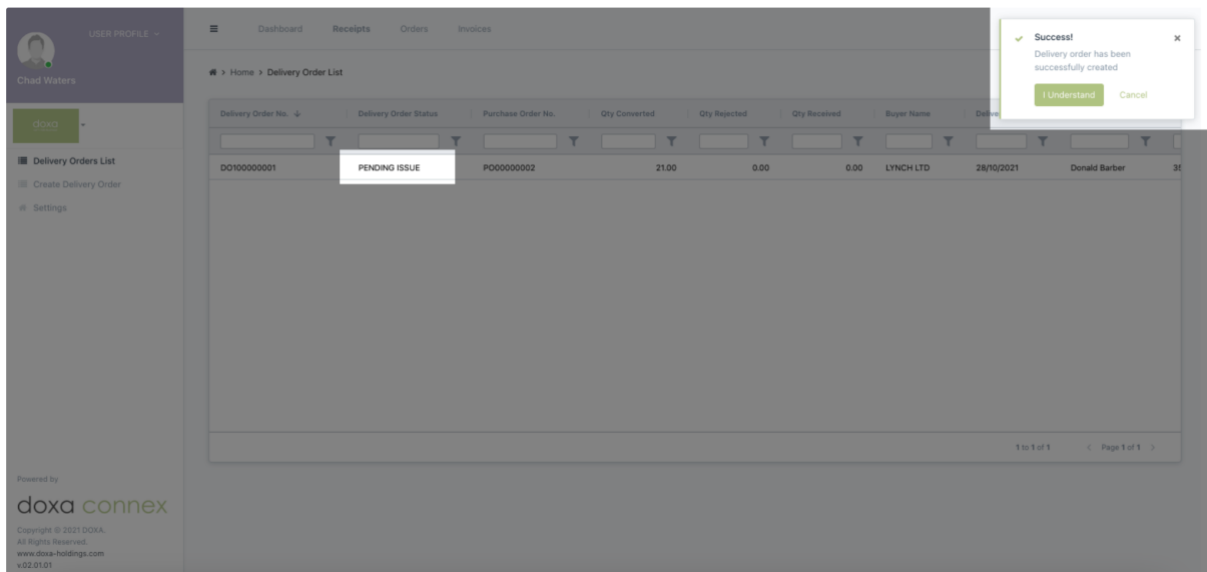 USER PROFILE
Chad Waters
doxa
Delivery Orders List
Create Delivery Order
Settings
Powered by
doxa connex
Copyright © 2021 DOXA.
All Rights Reserved.
www.doxa-holdings.com
v.02.01.01
Dashboard Receipts Orders Invoices
> Home > Delivery Order List
Delivery Order No. ↓ Delivery Order Status Purchase Order No. Qty Converted Qty Rejected Qty Received Buyer Name
DO100000001 PENDING ISSUE PO00000002 21.00 0.00 0.00 LYNCH LTD 28/10/2021 Donald Barber
1 to 1 of 1 < Page 1 of 1 >
Success! ×
Delivery order has been
successfully created
I Understand Cancel